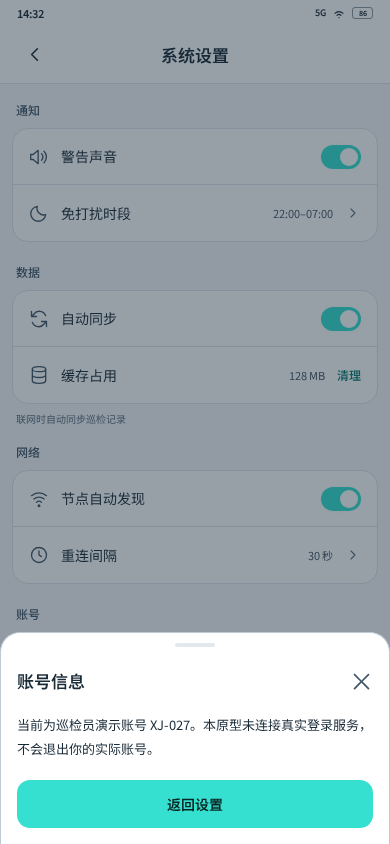 14:32
5G
86
系统设置
通知
警告声音
免打扰时段
22:00–07:00
数据
自动同步
缓存占用
128 MB
清理
联网时自动同步巡检记录
网络
节点自动发现
重连间隔
30 秒
账号
账号信息
当前为巡检员演示账号 XJ-027。本原型未连接真实登录服务，
不会退出你的实际账号。
返回设置